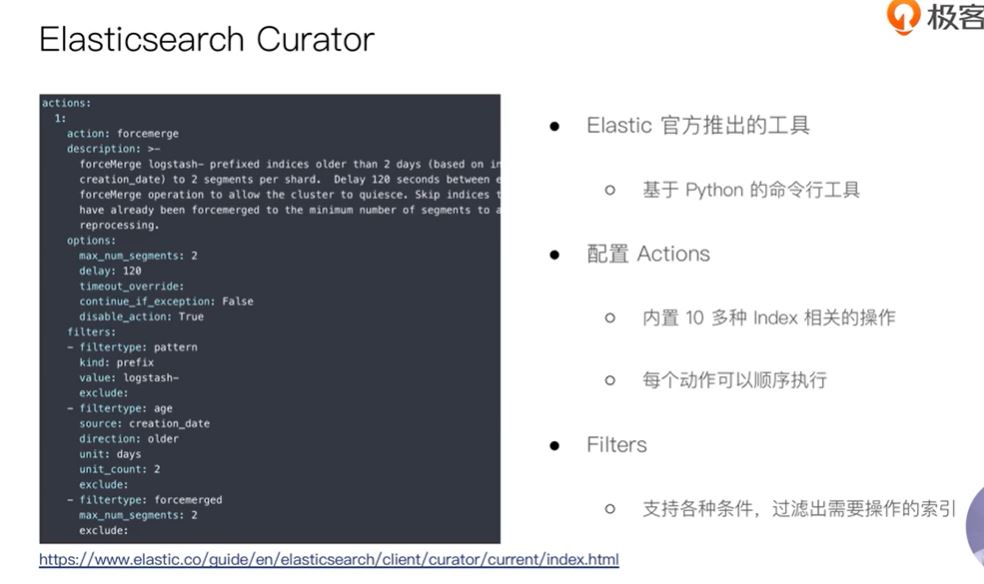 Elasticsearch Curator
极客
actions:
1:
action: forcemerge
description: >-
forceMerge logstash- prefixed indices older than 2 days (based on
creation_date) to 2 segments per shard.  Delay 120 seconds between
forceMerge operation to allow the cluster to quiesce. Skip indices
have already been forcemerged to the minimum number of segments to
reprocessing.
options:
max_num_segments: 2
delay: 120
timeout_override:
continue_if_exception: False
disable_action: True
filters:
- filtertype: pattern
kind: prefix
value: logstash-
exclude:
- filtertype: age
source: creation_date
direction: older
unit: days
unit_count: 2
exclude:
- filtertype: forcemerged
max_num_segments: 2
exclude:
https://www.elastic.co/guide/en/elasticsearch/client/curator/current/index.html
● Elastic 官方推出的工具
○ 基于 Python 的命令行工具
● 配置 Actions
○ 内置 10 多种 Index 相关的操作
○ 每个动作可以顺序执行
● Filters
○ 支持各种条件，过滤出需要操作的索引